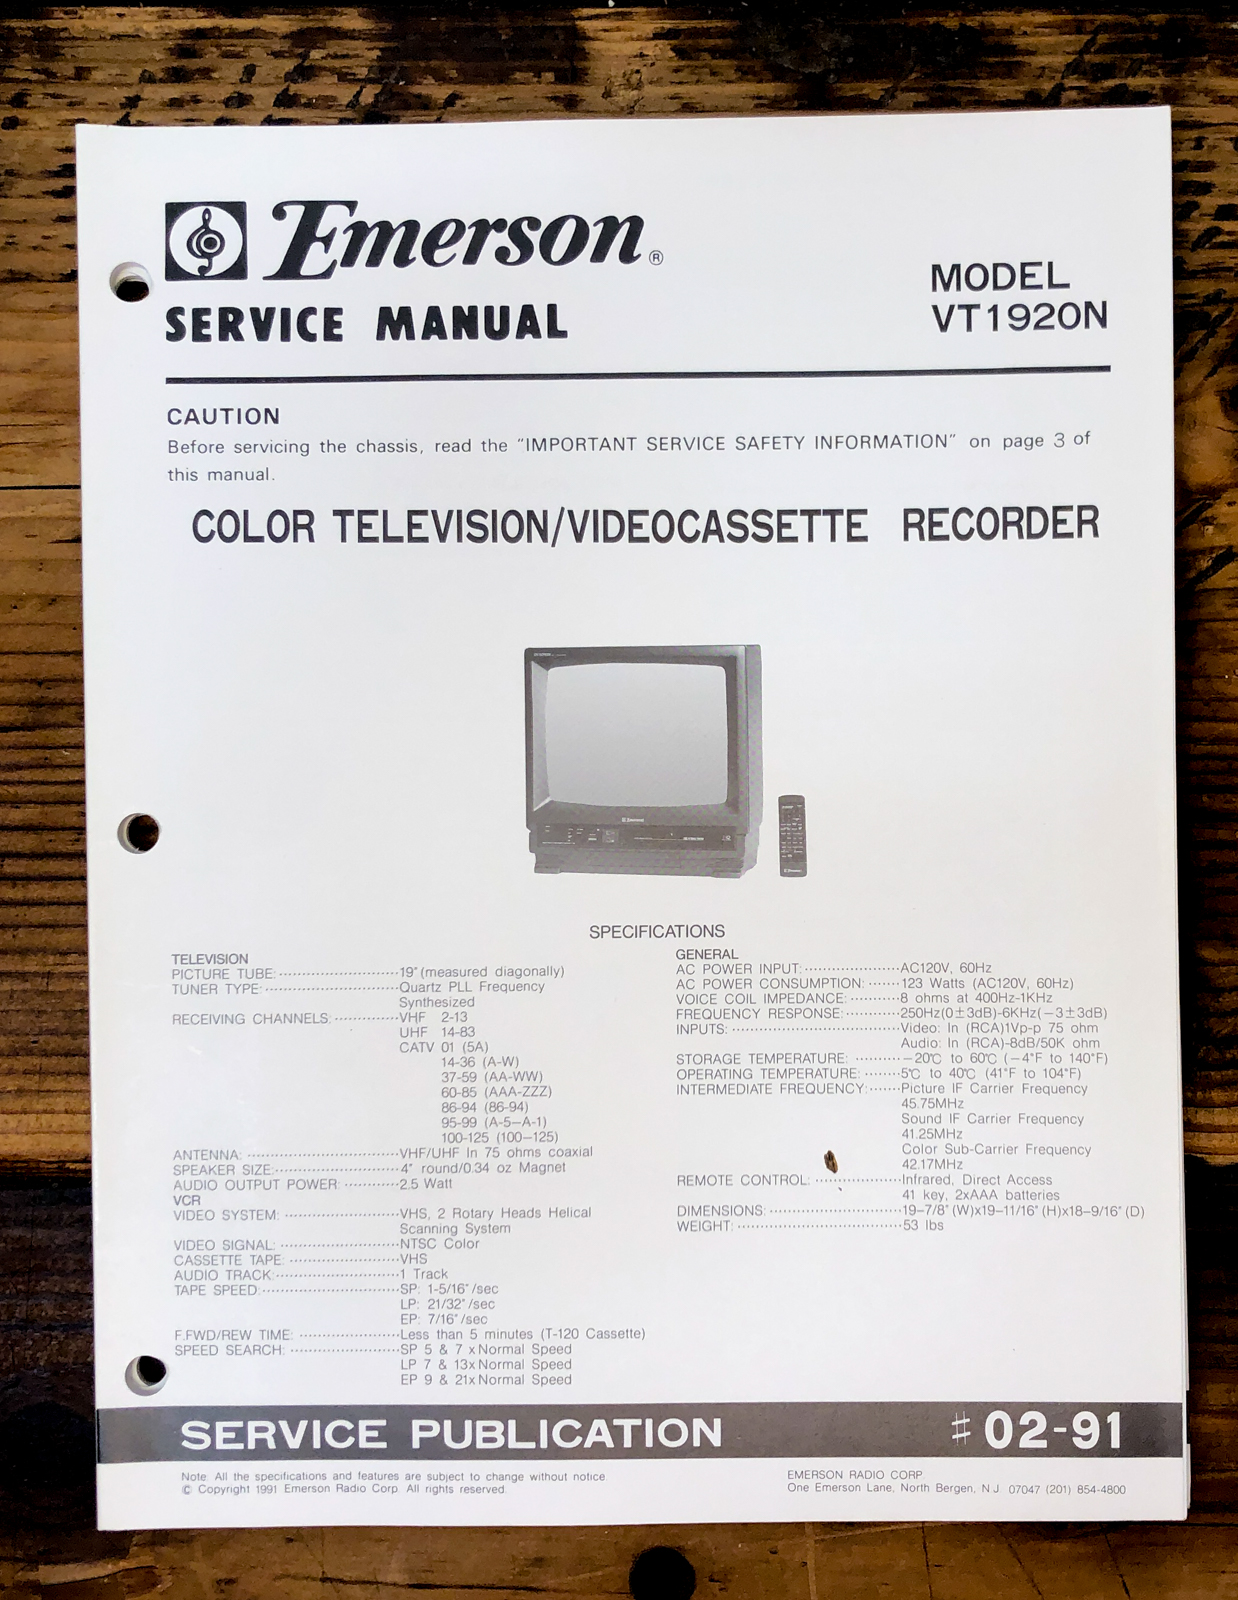 Emerson®
SERVICE MANUAL
MODEL
VT1920N
CAUTION
Before servicing the chassis, read the "IMPORTANT SERVICE SAFETY INFORMATION" on page 3 of
this manual.
COLOR TELEVISION/VIDEOCASSETTE RECORDER
Emerson
SPECIFICATIONS
TELEVISION
PICTURE TUBE: 19" (measured diagonally)
TUNER TYPE: Quartz PLL Frequency
Synthesized
RECEIVING CHANNELS: VHF 2-13
UHF 14-83
CATV 01 (5A)
14-36 (A-W)
37-59 (AA-WW)
60-85 (AAA-ZZZ)
86-94 (86-94)
95-99 (A-5–A-1)
100-125 (100–125)
ANTENNA: VHF/UHF In 75 ohms coaxial
SPEAKER SIZE: 4" round/0.34 oz Magnet
AUDIO OUTPUT POWER: 2.5 Watt
VCR
VIDEO SYSTEM: VHS, 2 Rotary Heads Helical
Scanning System
VIDEO SIGNAL: NTSC Color
CASSETTE TAPE: VHS
AUDIO TRACK: 1 Track
TAPE SPEED: SP: 1-5/16"/sec
LP: 21/32"/sec
EP: 7/16"/sec
F.FWD/REW TIME: Less than 5 minutes (T-120 Cassette)
SPEED SEARCH: SP 5 & 7 x Normal Speed
LP 7 & 13x Normal Speed
EP 9 & 21x Normal Speed
GENERAL
AC POWER INPUT: AC120V, 60Hz
AC POWER CONSUMPTION: 123 Watts (AC120V, 60Hz)
VOICE COIL IMPEDANCE: 8 ohms at 400Hz-1KHz
FREQUENCY RESPONSE: 250Hz(0±3dB)-6KHz(−3±3dB)
INPUTS: Video: In (RCA)1Vp-p 75 ohm
Audio: In (RCA)-8dB/50K ohm
STORAGE TEMPERATURE: −20℃ to 60℃ (−4°F to 140°F)
OPERATING TEMPERATURE: 5℃ to 40℃ (41°F to 104°F)
INTERMEDIATE FREQUENCY: Picture IF Carrier Frequency
45.75MHz
Sound IF Carrier Frequency
41.25MHz
Color Sub-Carrier Frequency
42.17MHz
REMOTE CONTROL: Infrared, Direct Access
41 key, 2xAAA batteries
DIMENSIONS: 19–7/8"(W)x19–11/16"(H)x18–9/16"(D)
WEIGHT: 53 lbs
SERVICE PUBLICATION # 02-91
Note: All the specifications and features are subject to change without notice
© Copyright 1991 Emerson Radio Corp. All rights reserved.
EMERSON RADIO CORP.
One Emerson Lane, North Bergen, N.J. 07047 (201) 854-4800